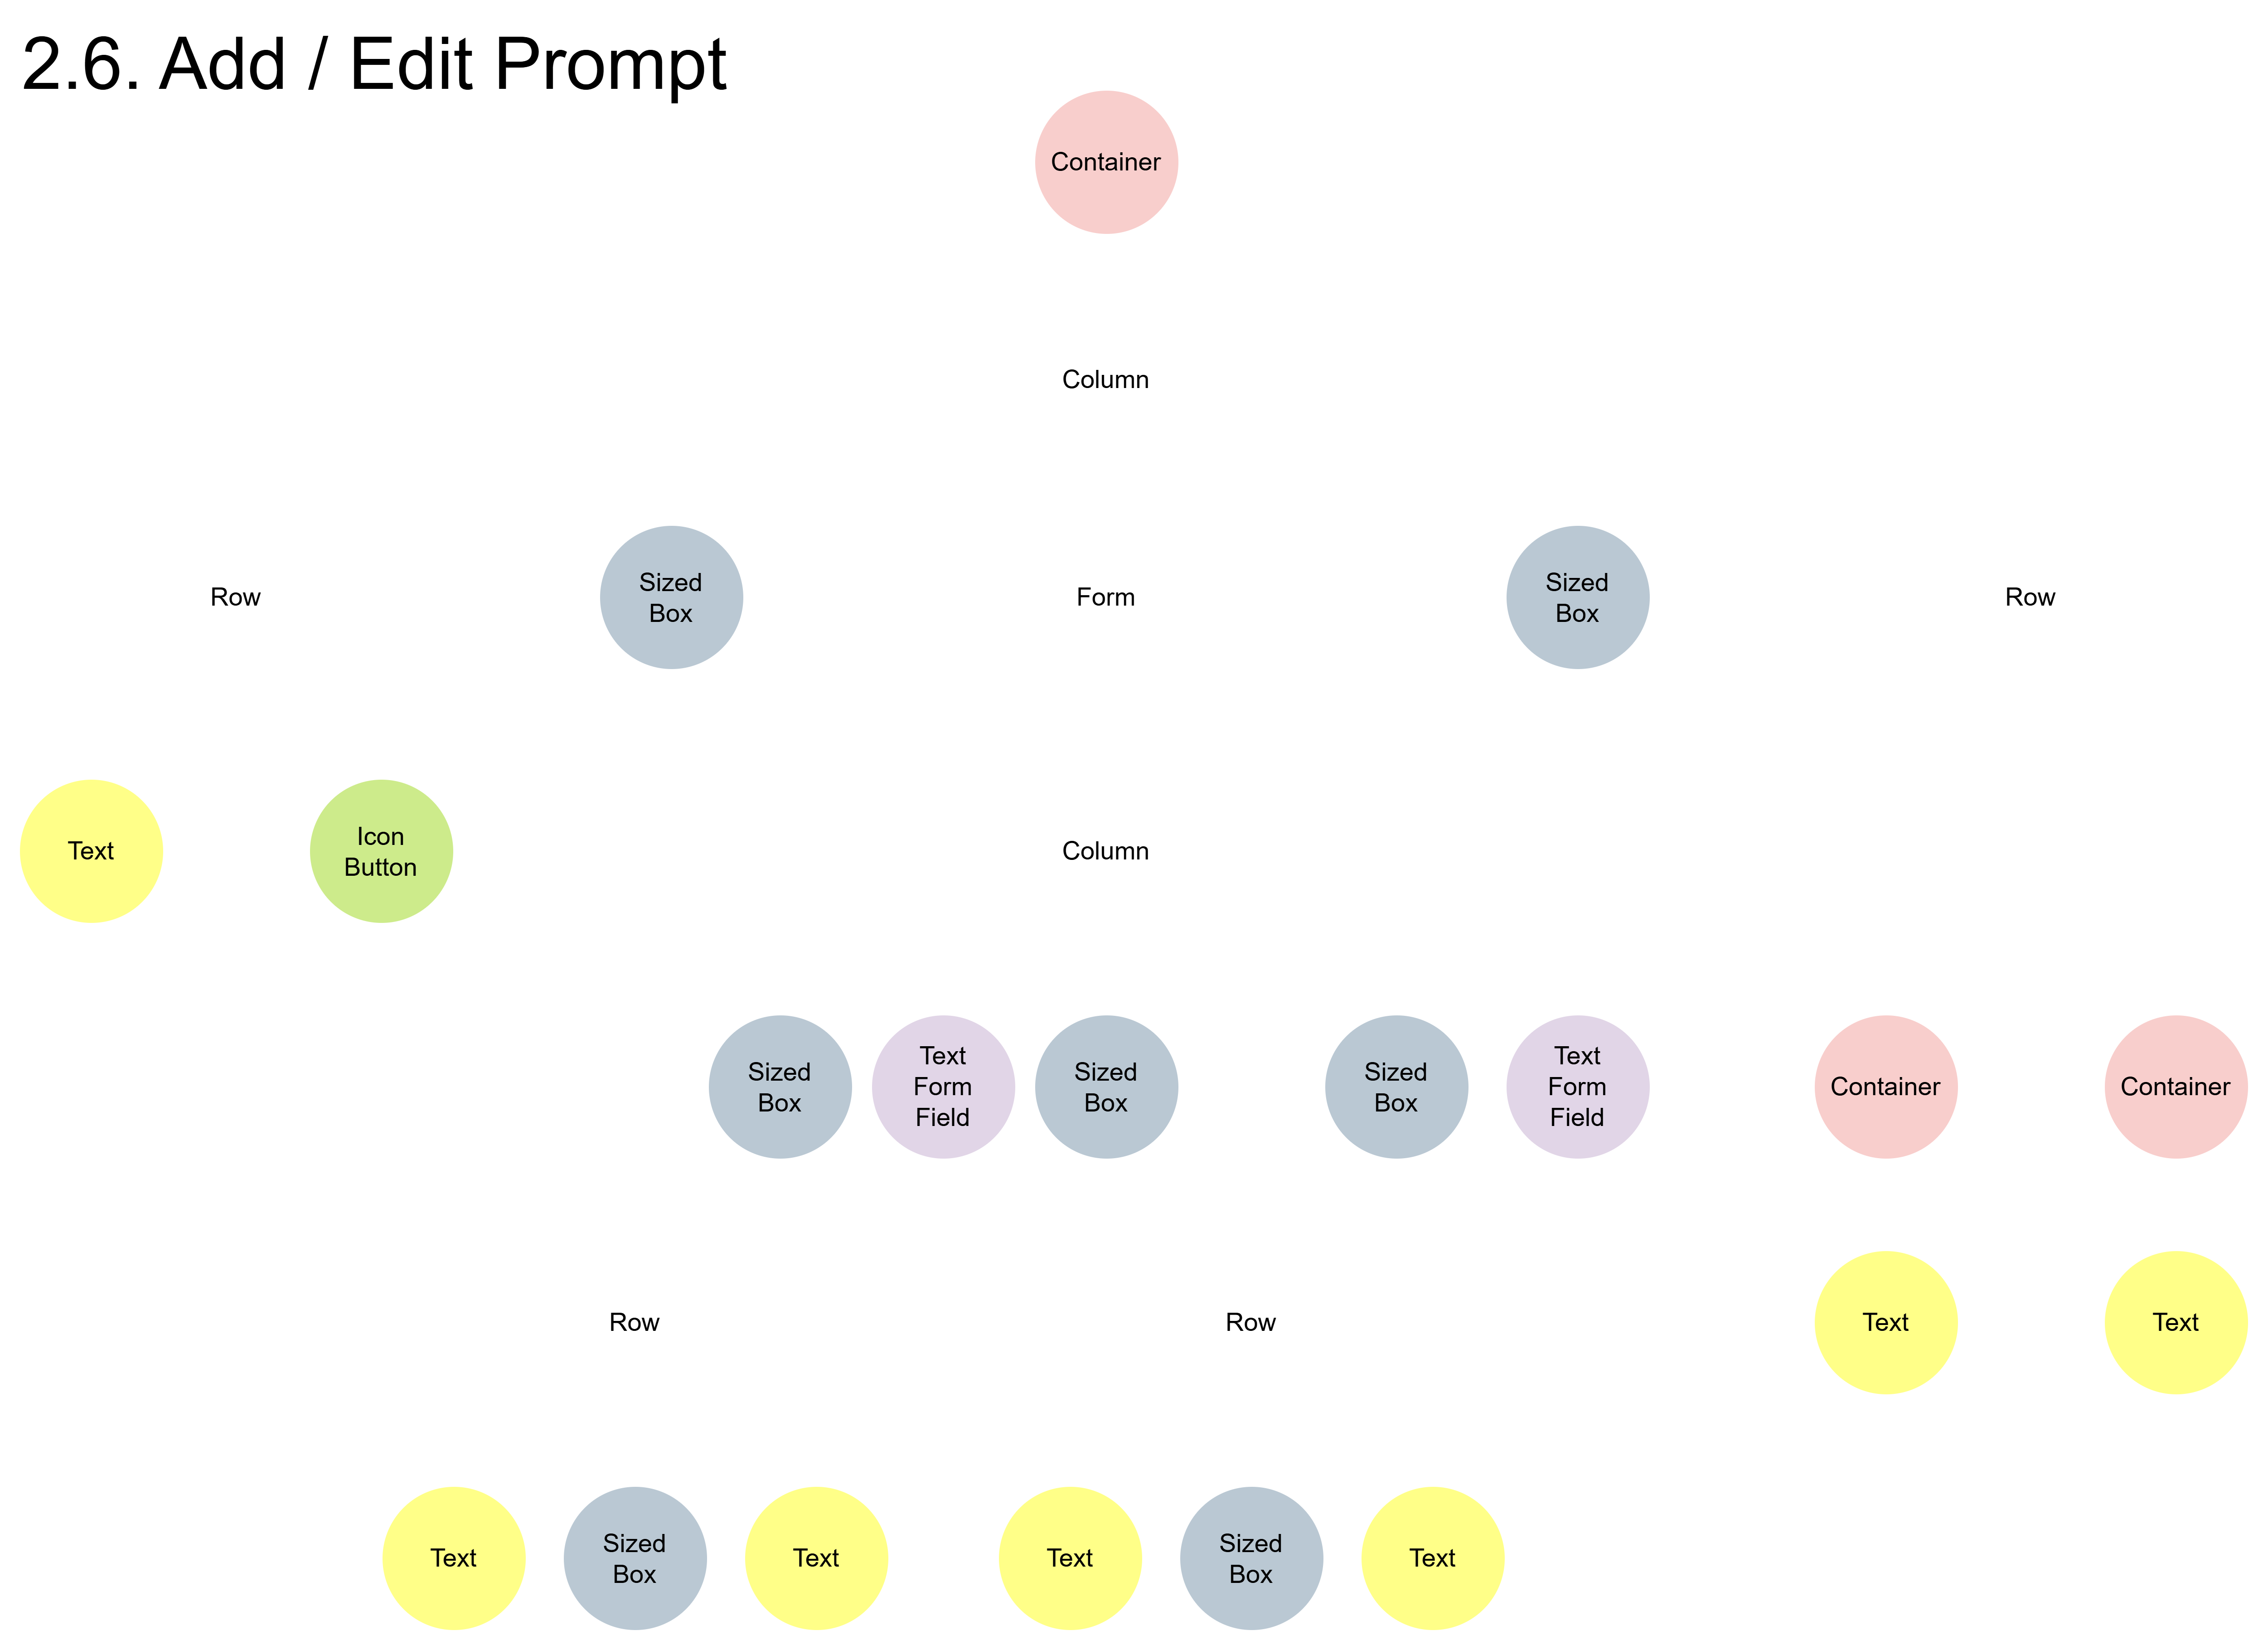 2.6. Add / Edit Prompt
Container
Column
Row
Sized
Box
Form
Sized
Box
Row
Text
Icon
Button
Column
Sized
Box
Text
Form
Field
Sized
Box
Sized
Box
Text
Form
Field
Container
Container
Row
Row
Text
Text
Text
Sized
Box
Text
Text
Sized
Box
Text